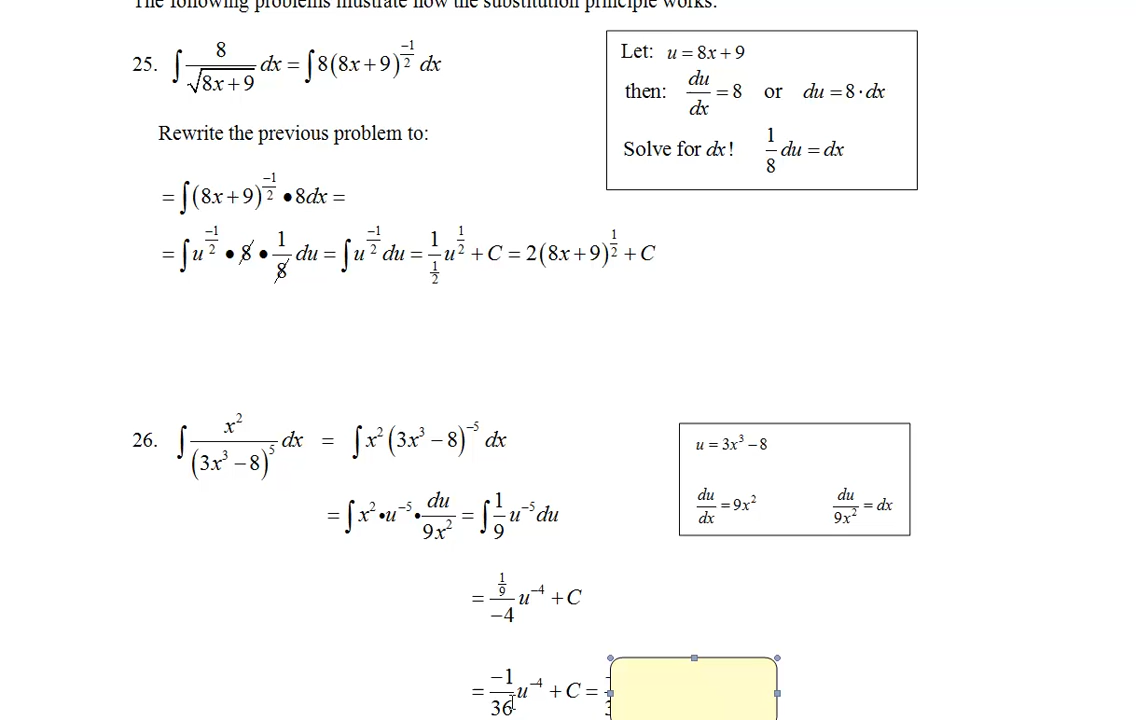 The following problems illustrate how the substitution principle works.
25. ∫ 8/√(8x+9) dx = ∫ 8(8x+9)^(-1/2) dx
Let: u = 8x+9
then: du/dx = 8 or du = 8·dx
Solve for dx! 1/8 du = dx
Rewrite the previous problem to:
= ∫ (8x+9)^(-1/2) • 8dx =
= ∫ u^(-1/2) • 8 • 1/8 du = ∫ u^(-1/2) du = 1/(1/2) u^(1/2) + C = 2(8x+9)^(1/2) + C
26. ∫ x²/(3x³−8)⁵ dx = ∫ x²(3x³−8)⁻⁵ dx
u = 3x³−8
du/dx = 9x² du/9x² = dx
= ∫ x²•u⁻⁵• du/9x² = ∫ 1/9 u⁻⁵ du
= (1/9)/−4 u⁻⁴ + C
= −1/36 u⁻⁴ + C =